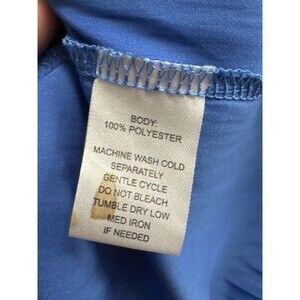 BODY:
100% POLYESTER
MACHINE WASH COLD
SEPARATELY
GENTLE CYCLE
DO NOT BLEACH
TUMBLE DRY LOW
MED IRON
IF NEEDED